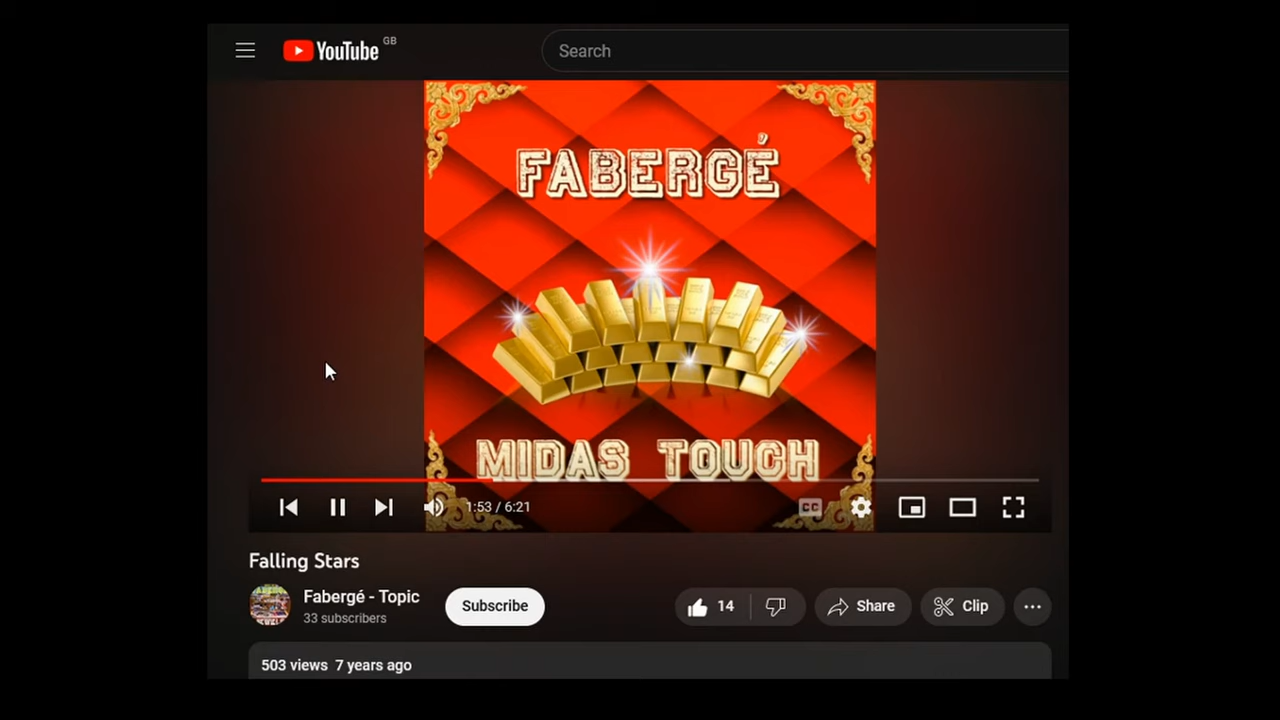 YouTube GB
Search
FABERGÉ
MIDAS TOUCH
1:53 / 6:21
CC
Falling Stars
Fabergé - Topic
33 subscribers
Subscribe
14
Share
Clip
503 views 7 years ago